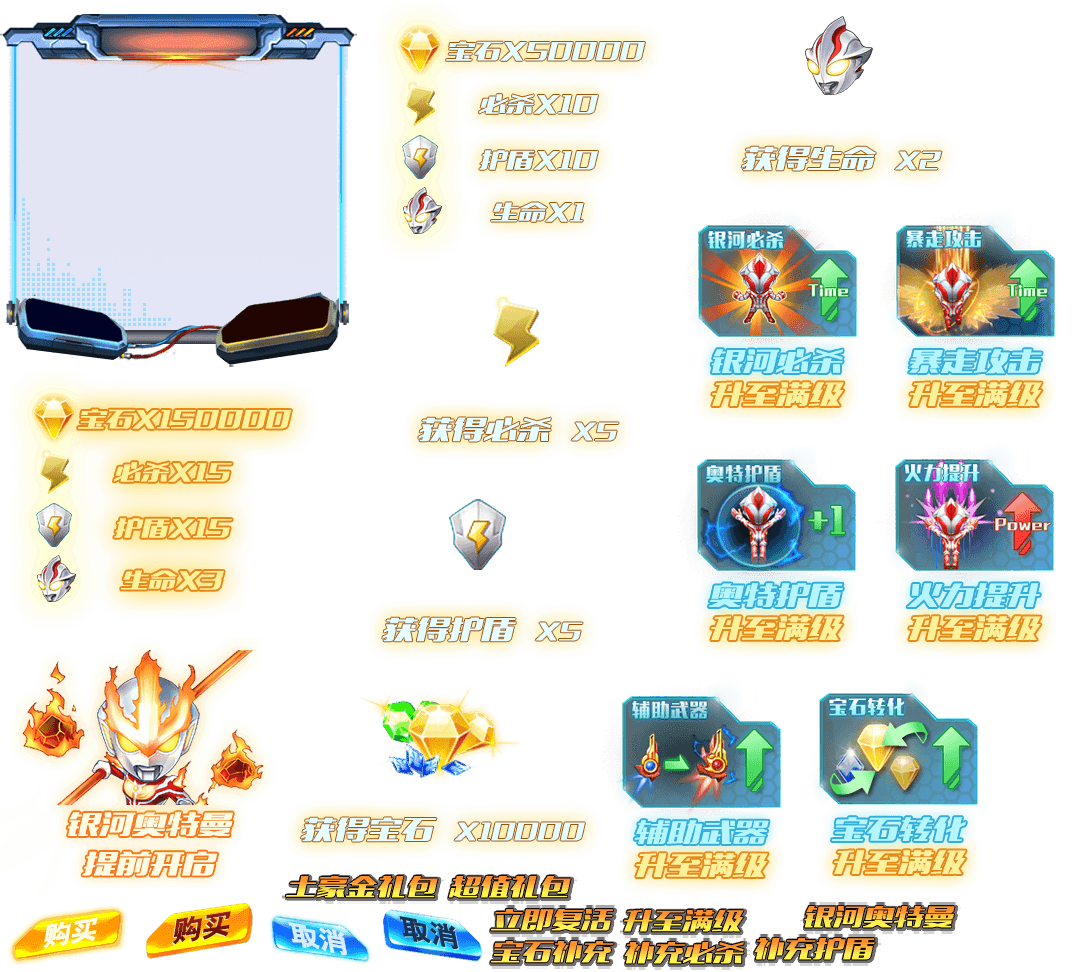 宝石X50000
必杀X10
护盾X10
生命X1
获得生命 X2
银河必杀
Time
银河必杀
升至满级
暴走攻击
Time
暴走攻击
升至满级
宝石X150000
必杀X15
护盾X15
生命X3
获得必杀 X5
获得护盾 X5
奥特护盾
+1
奥特护盾
升至满级
火力提升
Power
火力提升
升至满级
银河奥特曼
提前开启
获得宝石 X10000
辅助武器
辅助武器
升至满级
宝石转化
宝石转化
升至满级
土豪金礼包 超值礼包
购买
购买
取消
取消
立即复活 升至满级 银河奥特曼
宝石补充 补充必杀 补充护盾